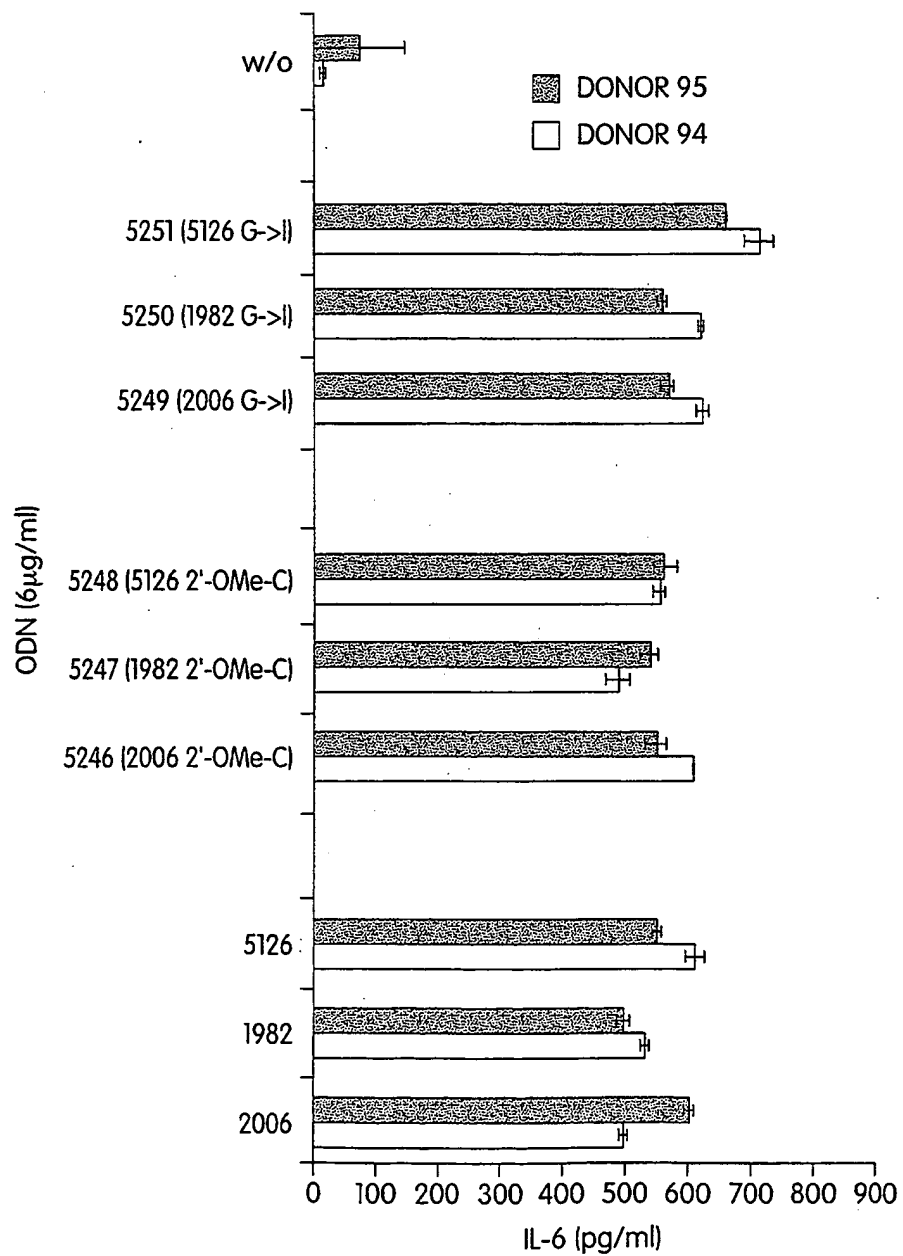 w/o
DONOR 95
DONOR 94
5251 (5126 G->I)
5250 (1982 G->I)
5249 (2006 G->I)
5248 (5126 2'-OMe-C)
5247 (1982 2'-OMe-C)
5246 (2006 2'-OMe-C)
5126
1982
2006
ODN (6µg/ml)
0 100 200 300 400 500 600 700 800 900
IL-6 (pg/ml)